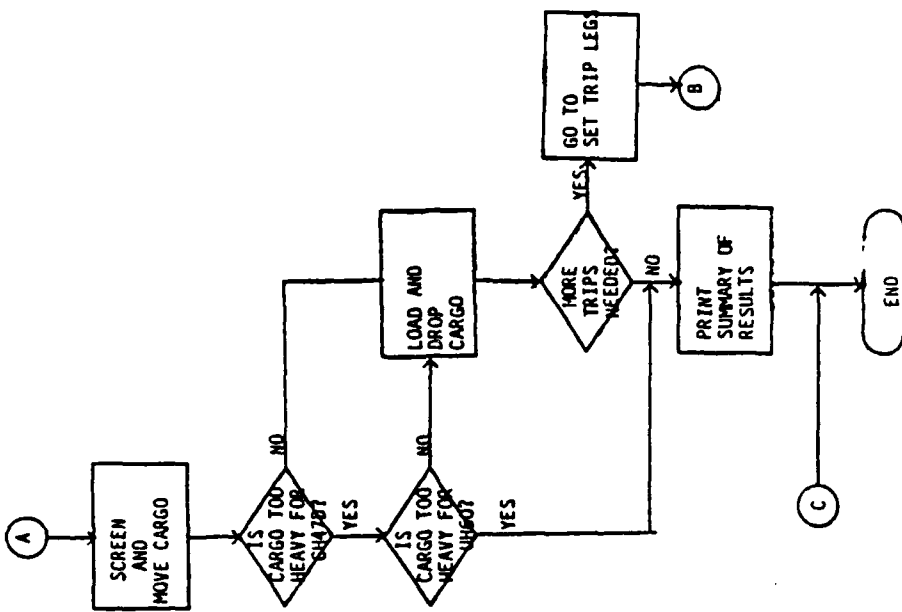 A
SCREEN
AND
MOVE CARGO
IS
CARGO TOO
HEAVY FOR
CH47D?
NO
YES
IS
CARGO TOO
HEAVY FOR
UH60?
NO
YES
LOAD AND
DROP
CARGO
MORE
TRIPS
NEEDED?
YES
NO
GO TO
SET TRIP LEGS
B
PRINT
SUMMARY OF
RESULTS
C
END